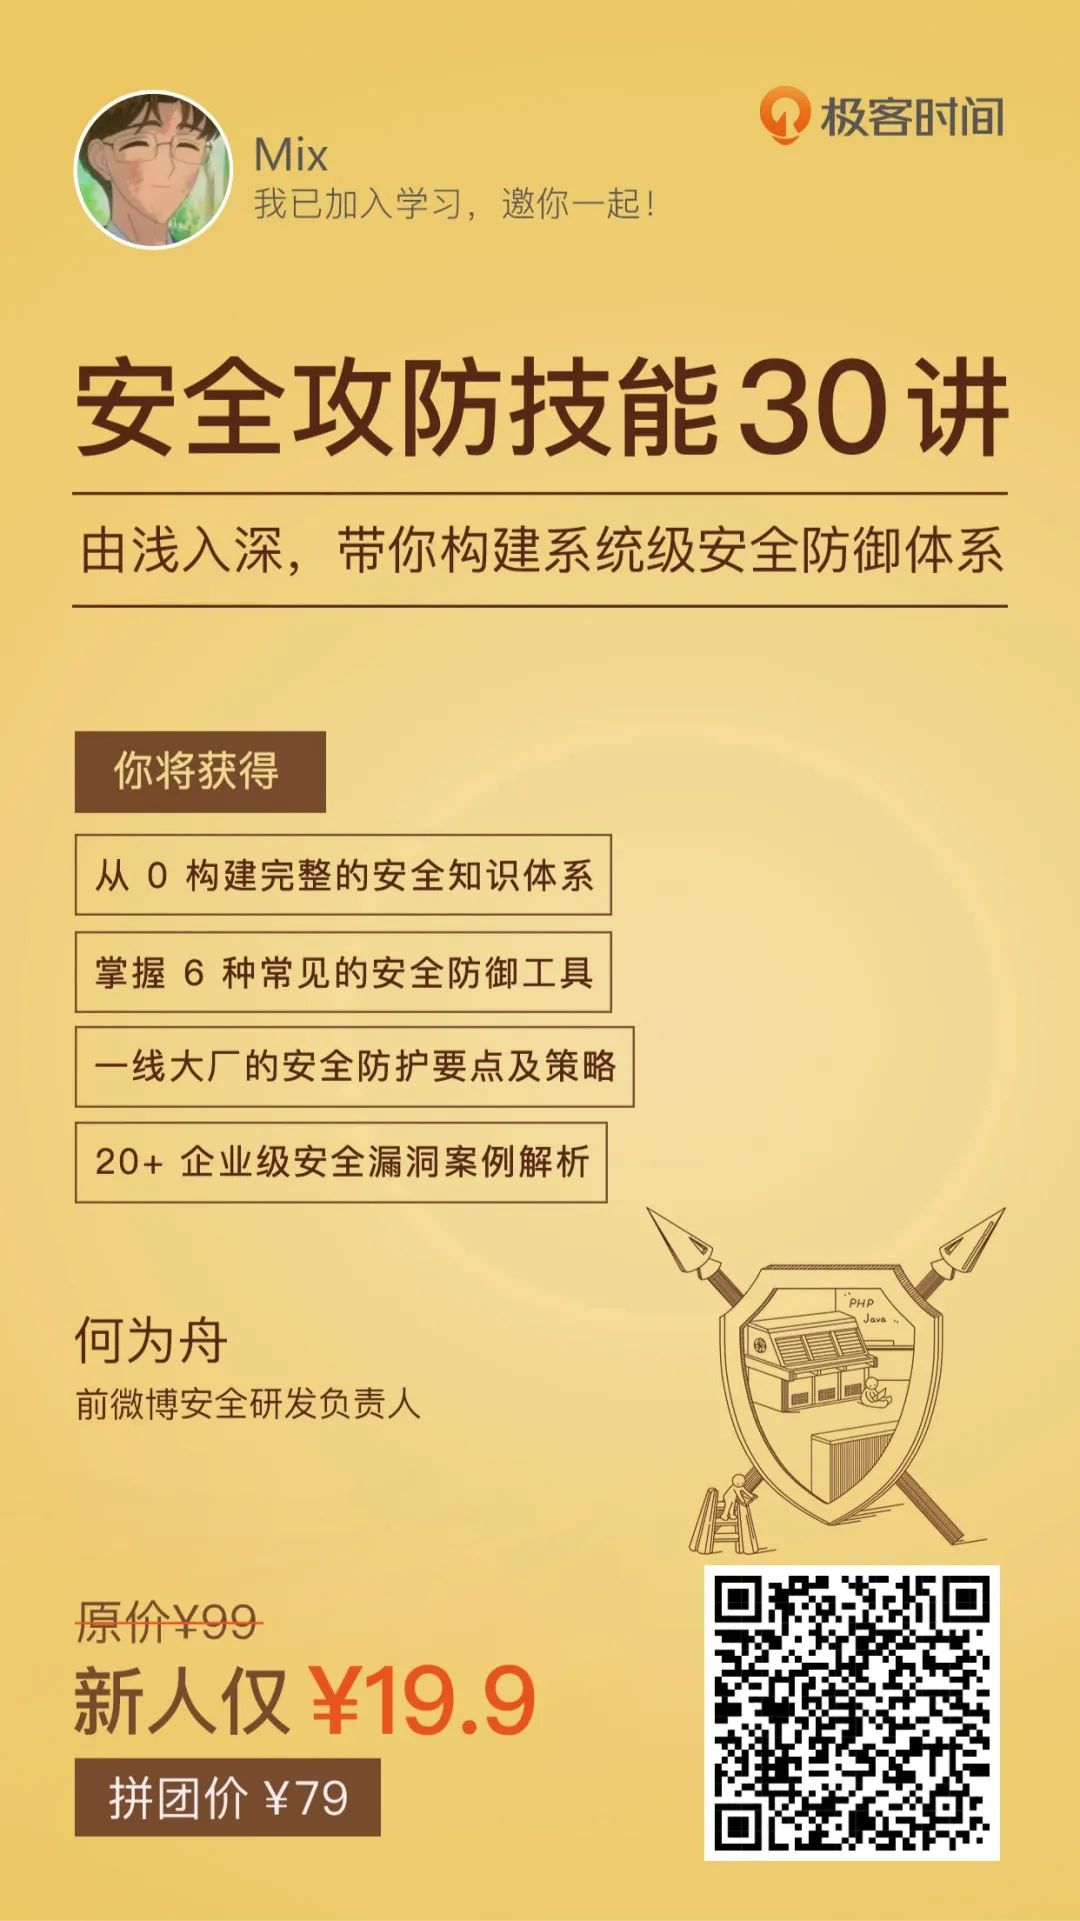 Mix
我已加入学习，邀你一起！
极客时间
安全攻防技能30讲
由浅入深，带你构建系统级安全防御体系
你将获得
从 0 构建完整的安全知识体系
掌握 6 种常见的安全防御工具
一线大厂的安全防护要点及策略
20+ 企业级安全漏洞案例解析
PHP
Java
何为舟
前微博安全研发负责人
原价¥99
新人仅 ¥19.9
拼团价 ¥79